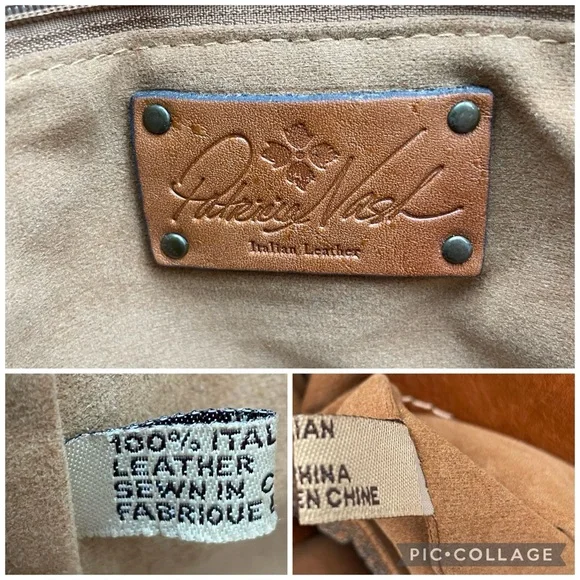 Patricia Nash
Italian Leather
100% ITAL
LEATHER
SEWN IN C
FABRIQUE E
IAN
CHINA
EN CHINE
PIC•COLLAGE